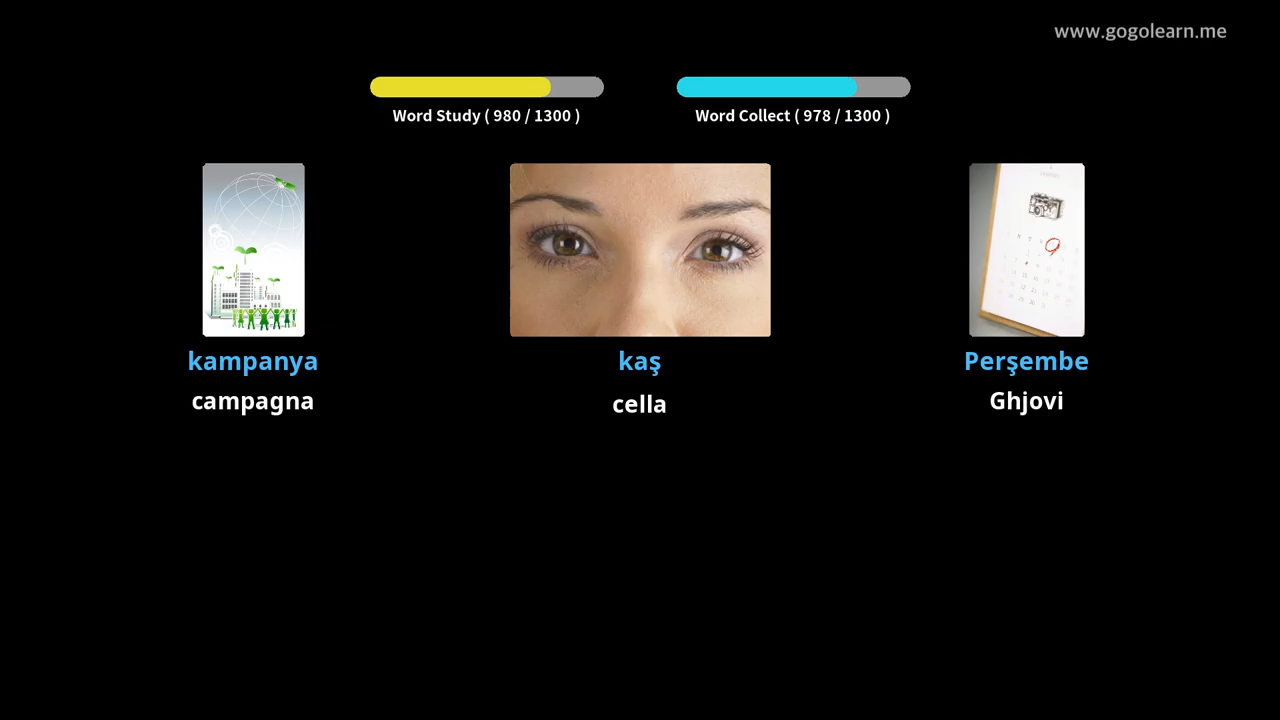 www.gogolearn.me
Word Study ( 980 / 1300 )
Word Collect ( 978 / 1300 )
kampanya
kaş
Perşembe
campagna
cella
Ghjovi